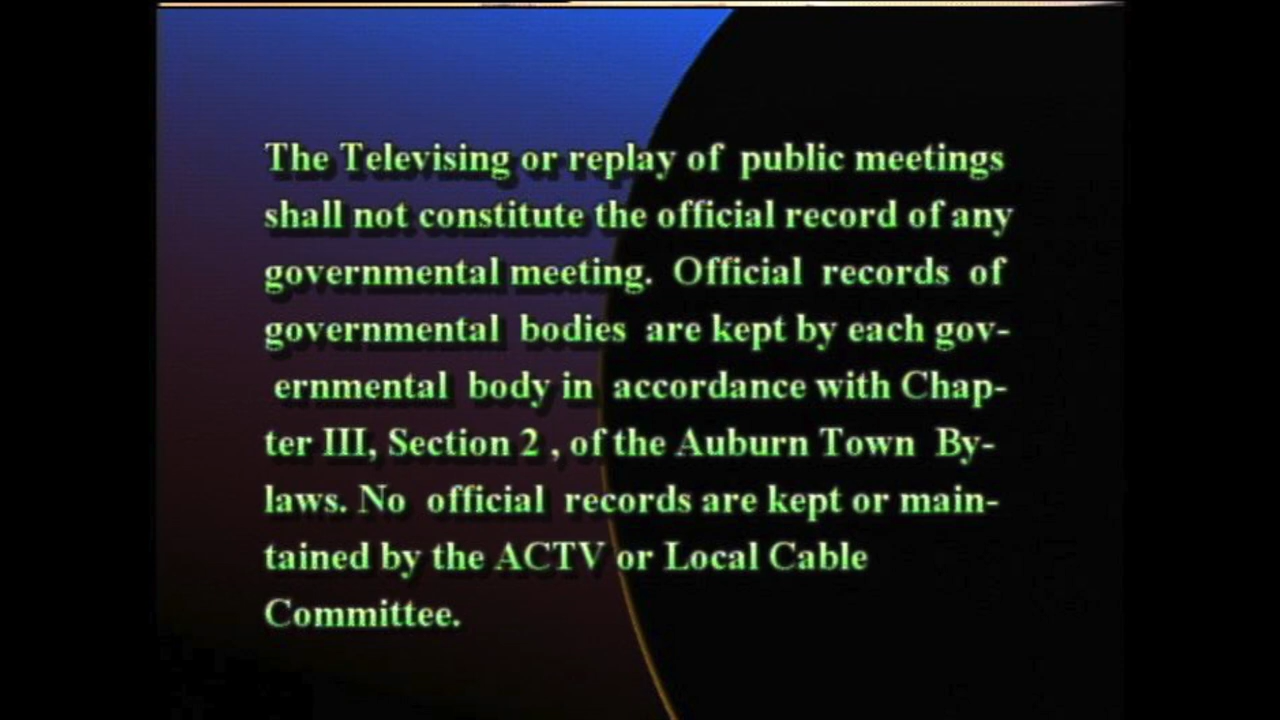 The Televising or replay of public meetings
shall not constitute the official record of any
governmental meeting. Official records of
governmental bodies are kept by each gov-
ernmental body in accordance with Chap-
ter III, Section 2 , of the Auburn Town By-
laws. No official records are kept or main-
tained by the ACTV or Local Cable
Committee.